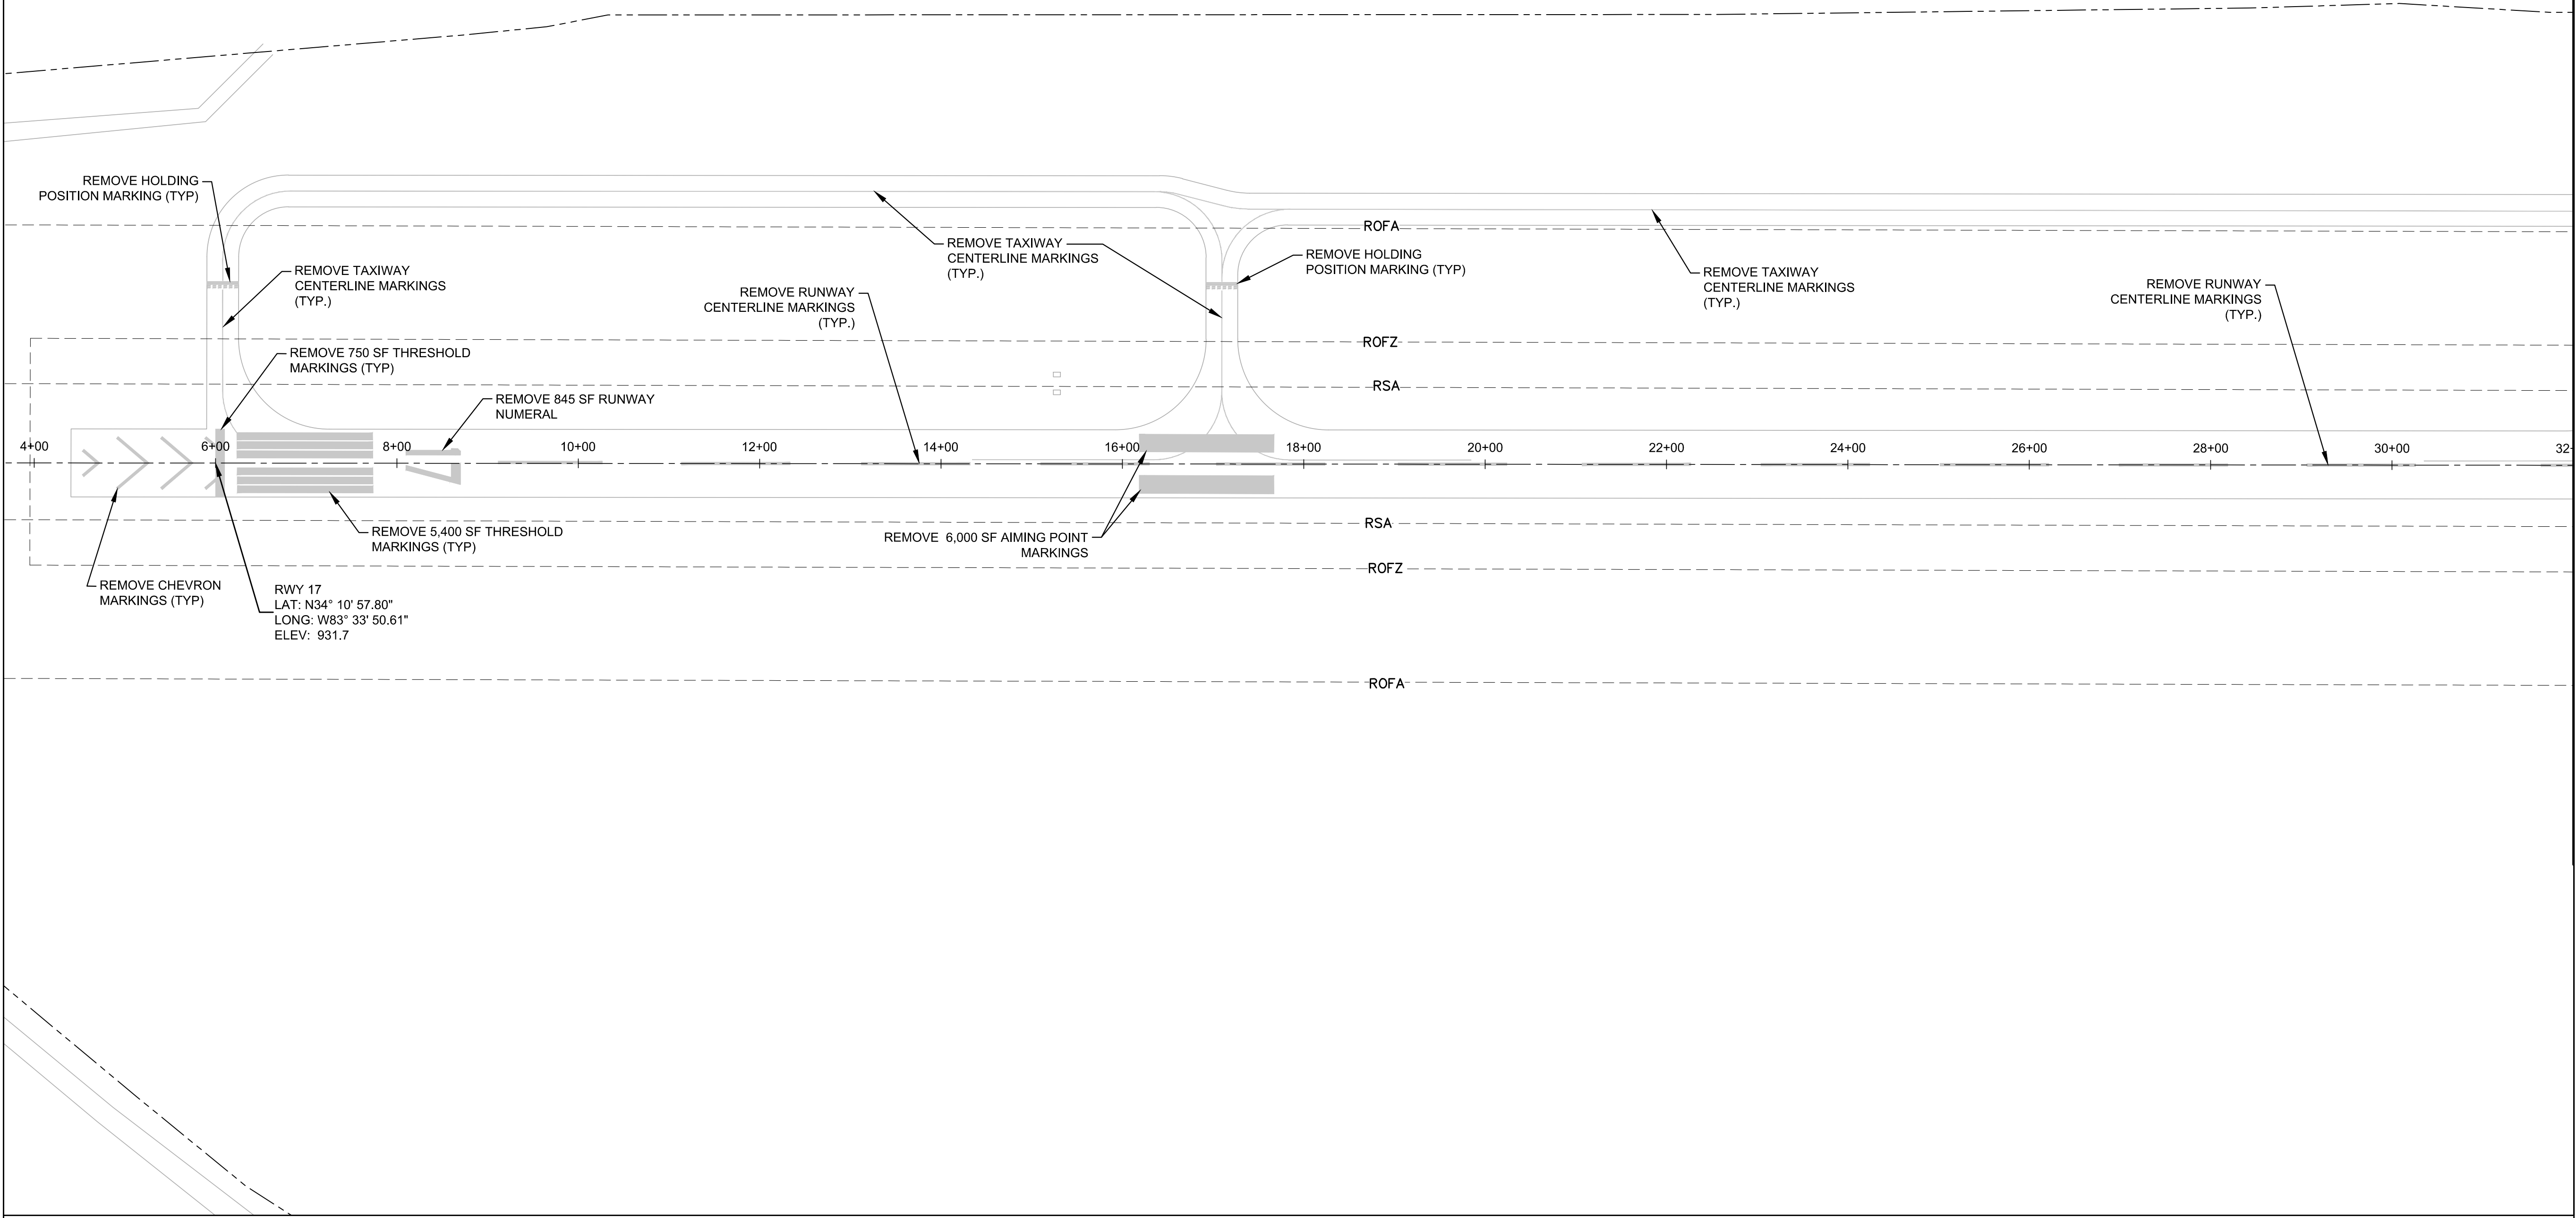 REMOVE HOLDING
POSITION MARKING (TYP)
ROFA
REMOVE TAXIWAY
CENTERLINE MARKINGS
(TYP.)
REMOVE TAXIWAY
CENTERLINE MARKINGS
(TYP.)
REMOVE HOLDING
POSITION MARKING (TYP)
REMOVE TAXIWAY
CENTERLINE MARKINGS
(TYP.)
REMOVE RUNWAY
CENTERLINE MARKINGS
(TYP.)
REMOVE RUNWAY
CENTERLINE MARKINGS
(TYP.)
ROFZ
REMOVE 750 SF THRESHOLD
MARKINGS (TYP)
RSA
REMOVE 845 SF RUNWAY
NUMERAL
4+00 6+00 8+00 10+00 12+00 14+00 16+00 18+00 20+00 22+00 24+00 26+00 28+00 30+00 32+
17
RSA
REMOVE 5,400 SF THRESHOLD
MARKINGS (TYP)
REMOVE 6,000 SF AIMING POINT
MARKINGS
ROFZ
REMOVE CHEVRON
MARKINGS (TYP)
RWY 17
LAT: N34° 10' 57.80"
LONG: W83° 33' 50.61"
ELEV: 931.7
ROFA